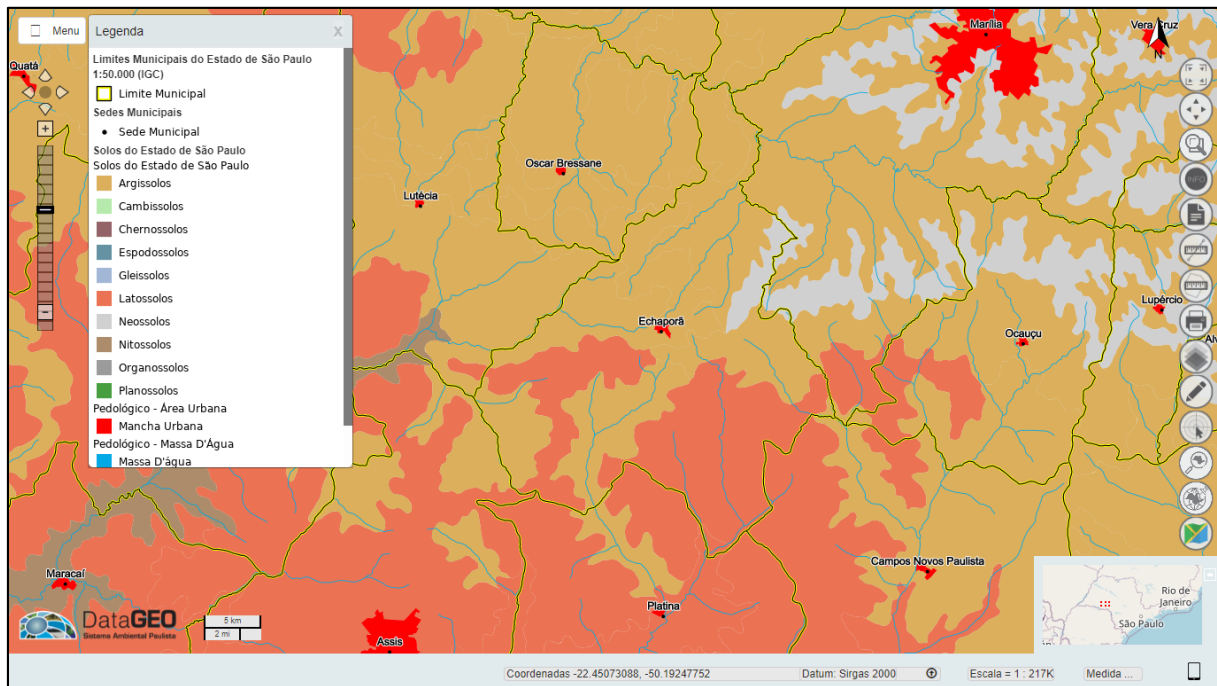 Menu
Legenda
X
Limites Municipais do Estado de São Paulo
1:50.000 (IGC)
Limite Municipal
Sedes Municipais
Sede Municipal
Solos do Estado de São Paulo
Solos do Estado de São Paulo
Argissolos
Cambissolos
Chernossolos
Espodossolos
Gleissolos
Latossolos
Neossolos
Nitossolos
Organossolos
Planossolos
Pedológico - Área Urbana
Mancha Urbana
Pedológico - Massa D'Água
Massa D'água
Quatá
Marília
Vera Cruz
N
Oscar Bressane
Lutécia
INFO
Echaporã
Lupércio
Ocauçu
Alv
Campos Novos Paulista
Maracaí
Platina
Assis
DataGEO
Sistema Ambiental Paulista
5 km
2 mi
Rio de
Janeiro
São Paulo
Coordenadas -22.45073088, -50.19247752
Datum: Sirgas 2000
Escala = 1 : 217K
Medida ...